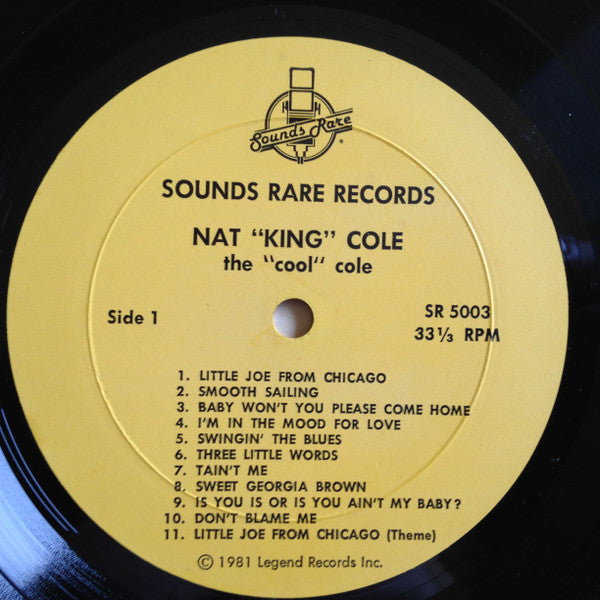 Sounds Rare
®
SOUNDS RARE RECORDS
NAT "KING" COLE
the "cool" cole
Side 1
SR 5003
33⅓ RPM
1. LITTLE JOE FROM CHICAGO
2. SMOOTH SAILING
3. BABY WON'T YOU PLEASE COME HOME
4. I'M IN THE MOOD FOR LOVE
5. SWINGIN' THE BLUES
6. THREE LITTLE WORDS
7. TAIN'T ME
8. SWEET GEORGIA BROWN
9. IS YOU IS OR IS YOU AIN'T MY BABY?
10. DON'T BLAME ME
11. LITTLE JOE FROM CHICAGO (Theme)
© 1981 Legend Records Inc.